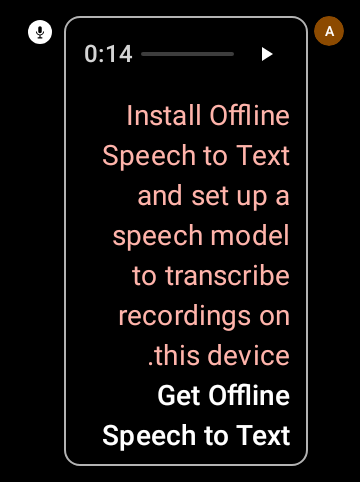 0:14
A
Install Offline
Speech to Text
and set up a
speech model
to transcribe
recordings on
.this device
Get Offline
Speech to Text